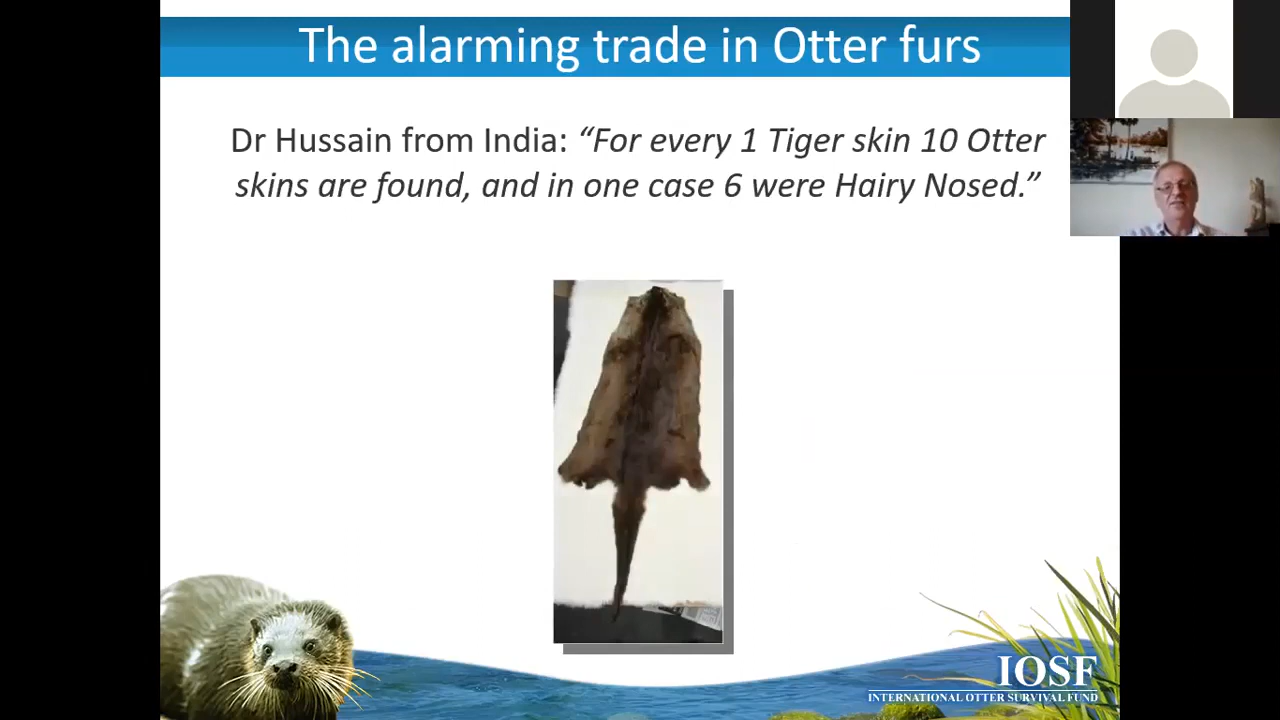 The alarming trade in Otter furs
Dr Hussain from India: “For every 1 Tiger skin 10 Otter
skins are found, and in one case 6 were Hairy Nosed.”
IOSF
INTERNATIONAL OTTER SURVIVAL FUND